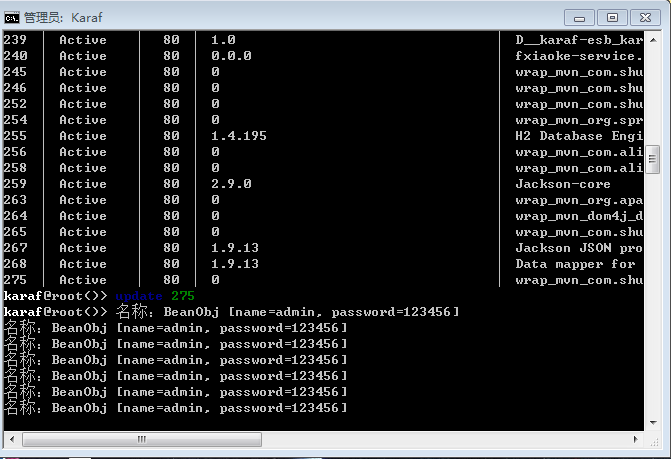 管理员: Karaf
239 | Active | 80 | 1.0 | D__karaf-esb_kar
240 | Active | 80 | 0.0.0 | fxiaoke-service.
245 | Active | 80 | 0 | wrap_mvn_com.shu
246 | Active | 80 | 0 | wrap_mvn_com.shu
252 | Active | 80 | 0 | wrap_mvn_com.shu
254 | Active | 80 | 0 | wrap_mvn_org.spr
255 | Active | 80 | 1.4.195 | H2 Database Engi
256 | Active | 80 | 0 | wrap_mvn_com.ali
258 | Active | 80 | 0 | wrap_mvn_com.ali
259 | Active | 80 | 2.9.0 | Jackson-core
263 | Active | 80 | 0 | wrap_mvn_org.apa
264 | Active | 80 | 0 | wrap_mvn_dom4j_d
265 | Active | 80 | 0 | wrap_mvn_com.shu
267 | Active | 80 | 1.9.13 | Jackson JSON pro
268 | Active | 80 | 1.9.13 | Data mapper for
275 | Active | 80 | 0 | wrap_mvn_com.shu
karaf@root()>> update 275
karaf@root()>> 名称：BeanObj [name=admin, password=123456]
名称：BeanObj [name=admin, password=123456]
名称：BeanObj [name=admin, password=123456]
名称：BeanObj [name=admin, password=123456]
名称：BeanObj [name=admin, password=123456]
名称：BeanObj [name=admin, password=123456]
名称：BeanObj [name=admin, password=123456]